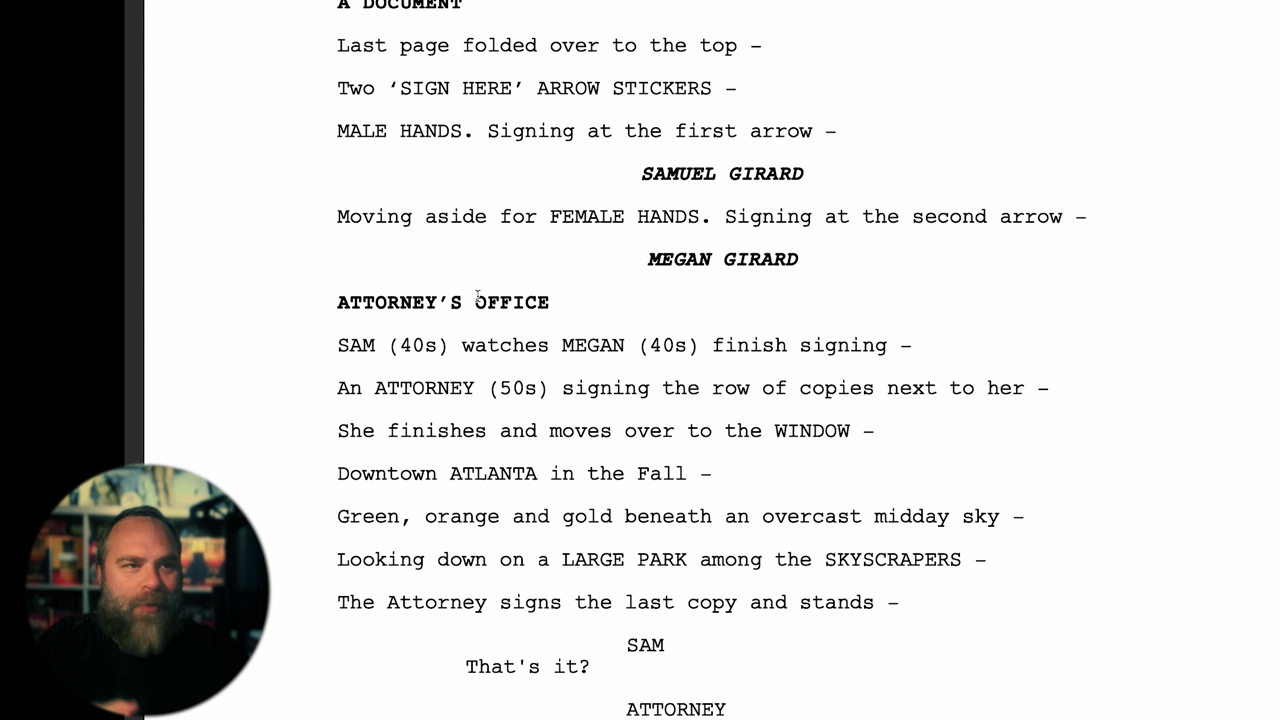 A DOCUMENT
Last page folded over to the top –
Two ‘SIGN HERE’ ARROW STICKERS –
MALE HANDS. Signing at the first arrow –
SAMUEL GIRARD
Moving aside for FEMALE HANDS. Signing at the second arrow –
MEGAN GIRARD
ATTORNEY’S OFFICE
SAM (40s) watches MEGAN (40s) finish signing –
An ATTORNEY (50s) signing the row of copies next to her –
She finishes and moves over to the WINDOW –
Downtown ATLANTA in the Fall –
Green, orange and gold beneath an overcast midday sky –
Looking down on a LARGE PARK among the SKYSCRAPERS –
The Attorney signs the last copy and stands –
SAM
That's it?
ATTORNEY